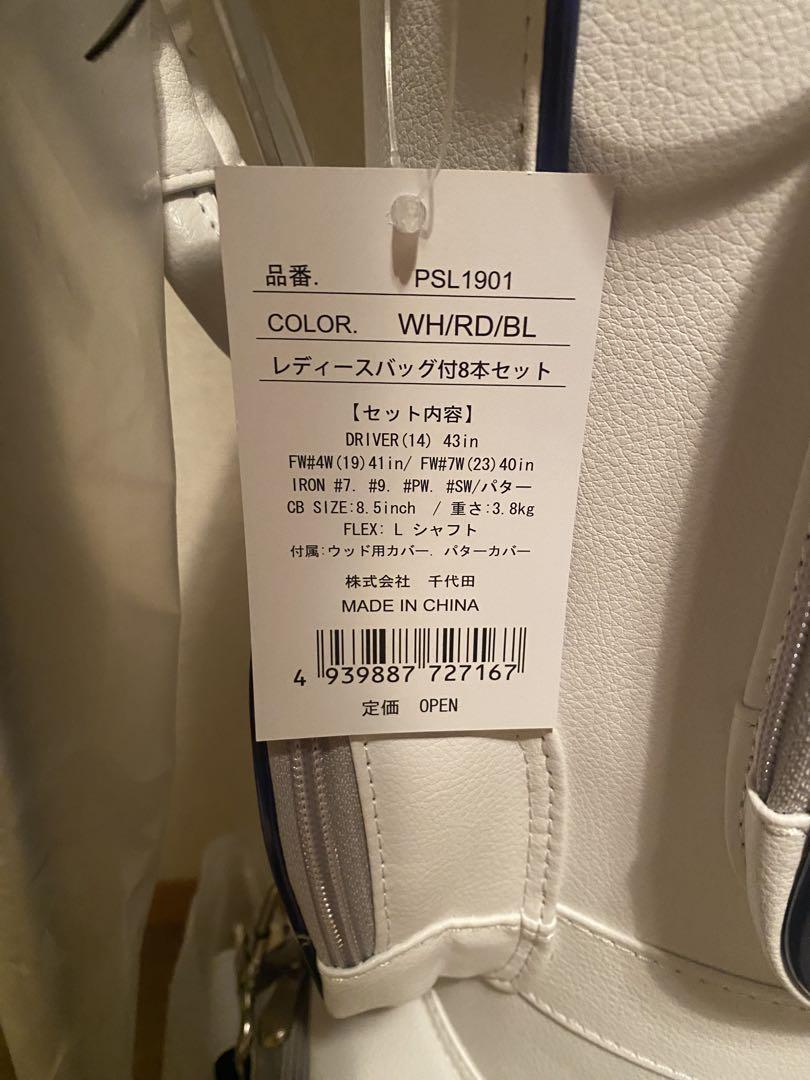 品番. PSL1901
COLOR. WH/RD/BL
レディースバッグ付8本セット
【セット内容】
DRIVER(14) 43in
FW#4W(19)41in/ FW#7W(23)40in
IRON #7. #9. #PW. #SW/パター
CB SIZE:8.5inch / 重さ:3.8kg
FLEX: L シャフト
付属:ウッド用カバー. パターカバー
株式会社 千代田
MADE IN CHINA
4 939887 727167
定価 OPEN